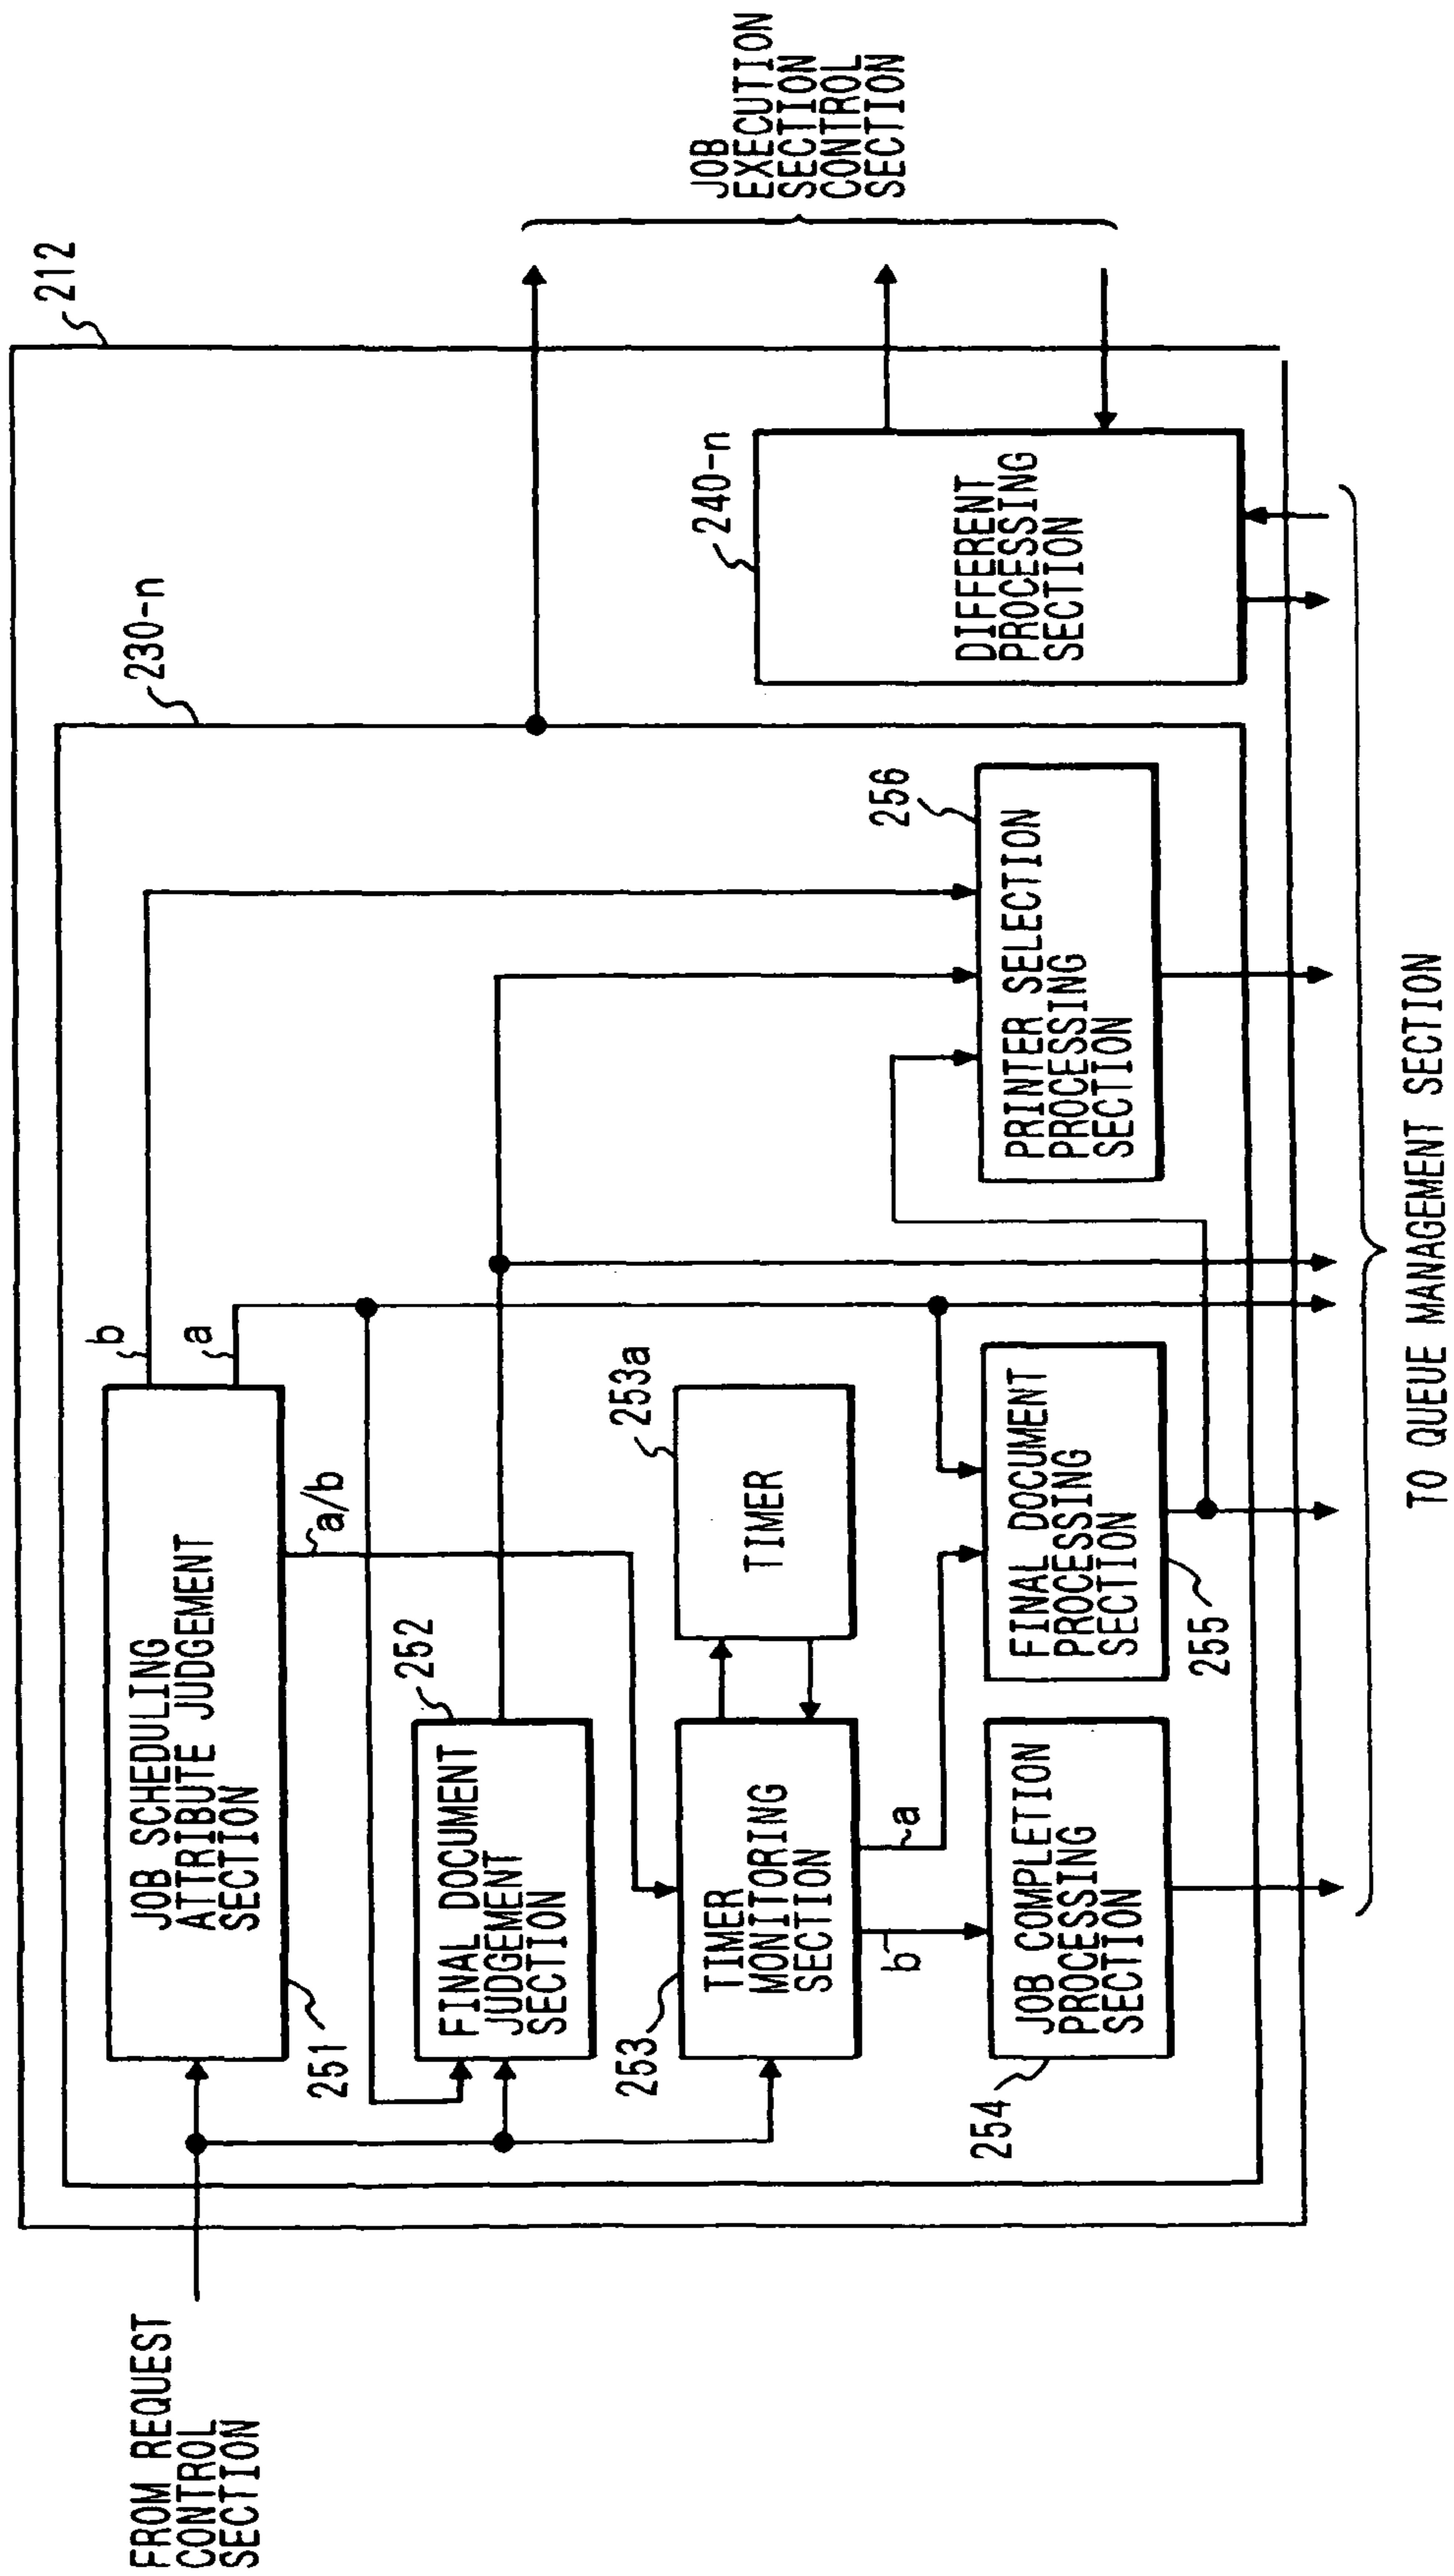 FROM REQUEST
CONTROL
SECTION
212
230-n
JOB SCHEDULING
ATTRIBUTE JUDGEMENT
SECTION
251
b
a
a/b
FINAL DOCUMENT
JUDGEMENT
SECTION
252
TIMER
MONITORING
SECTION
253
TIMER
253a
a
b
JOB COMPLETION
PROCESSING
SECTION
254
FINAL DOCUMENT
PROCESSING
SECTION
255
PRINTER SELECTION
PROCESSING
SECTION
256
240-n
DIFFERENT
PROCESSING
SECTION
JOB
EXECUTION
SECTION
CONTROL
SECTION
TO QUEUE MANAGEMENT SECTION